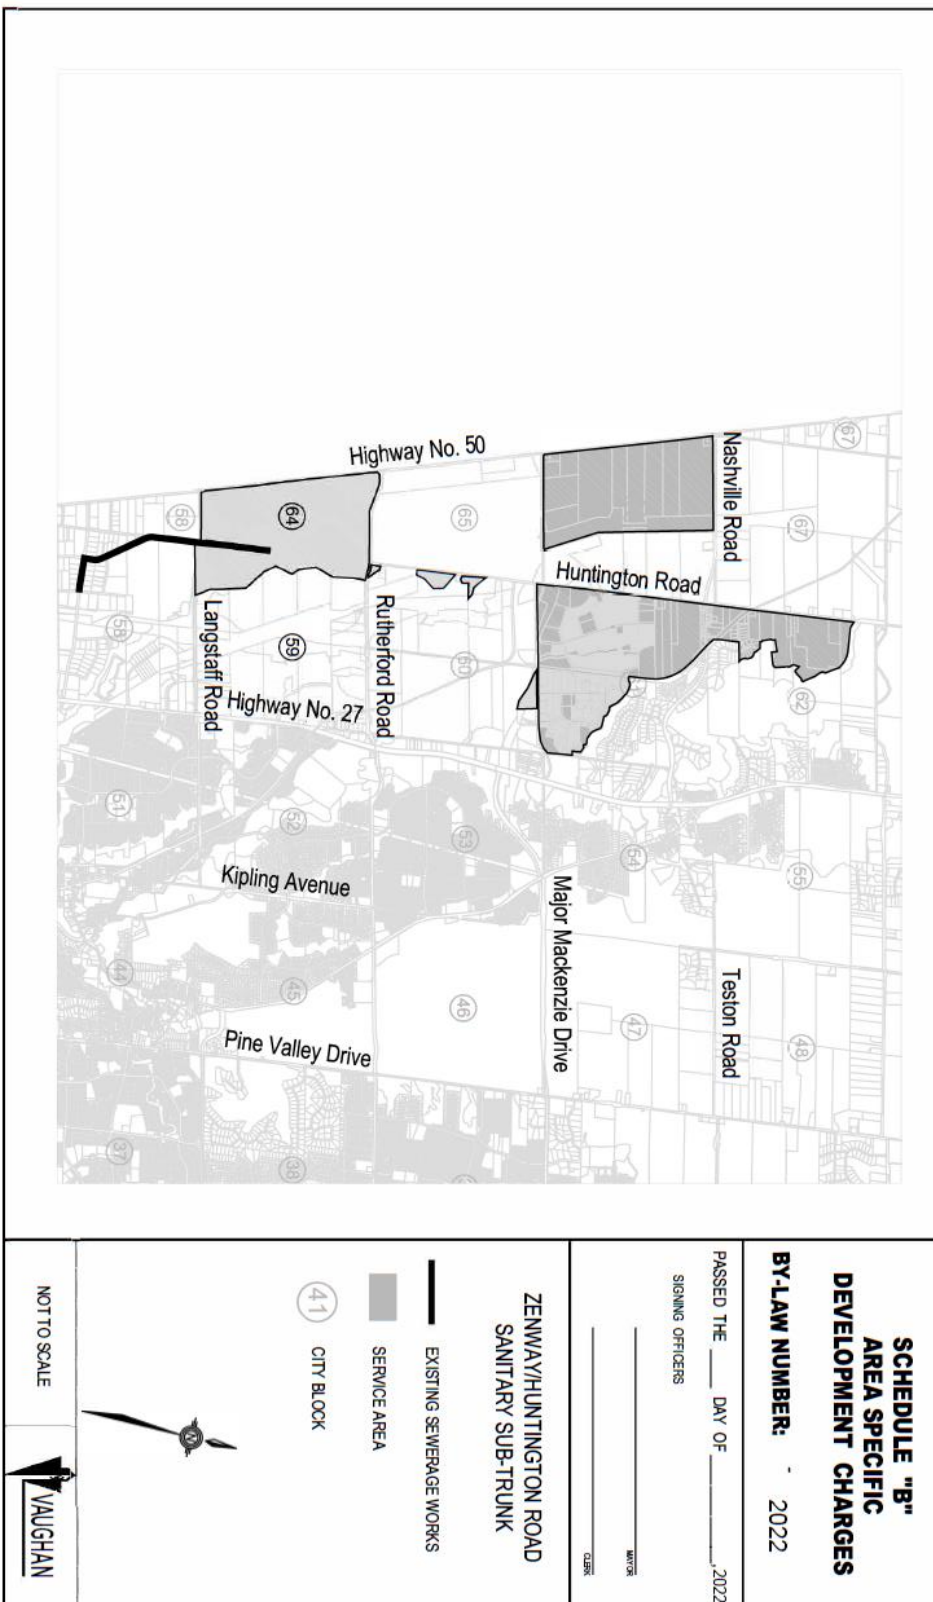 67
67
62
55
48
Nashville Road
Teston Road
Huntington Road
54
47
Major Mackenzie Drive
65
60
53
46
Highway No. 50
Rutherford Road
64
59
52
45
38
Highway No. 27
Kipling Avenue
Pine Valley Drive
Langstaff Road
58
58
51
44
37
SCHEDULE "B"
AREA SPECIFIC
DEVELOPMENT CHARGES
BY-LAW NUMBER: - 2022
PASSED THE ____ DAY OF __________, 2022
SIGNING OFFICERS
MAYOR
CLERK
ZENWAY/HUNTINGTON ROAD
SANITARY SUB-TRUNK
EXISTING SEWERAGE WORKS
SERVICE AREA
41 CITY BLOCK
N
NOT TO SCALE
VAUGHAN